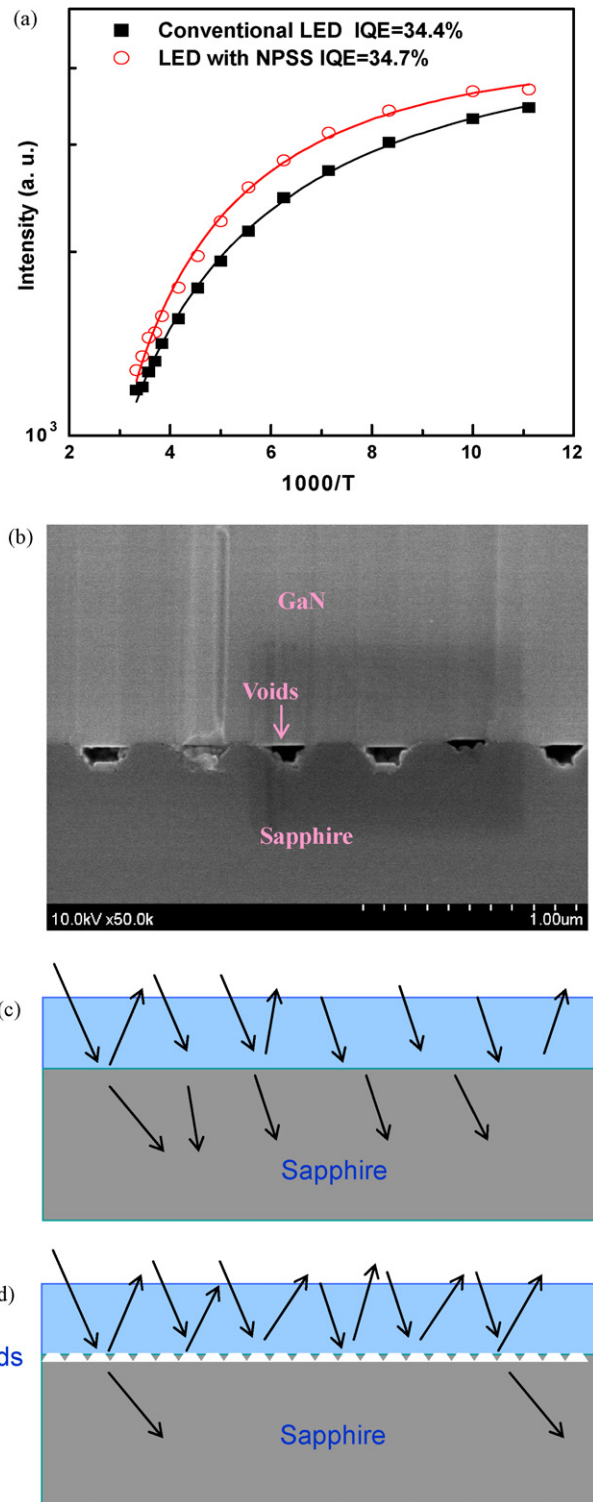 (a)
Conventional LED IQE=34.4%
LED with NPSS IQE=34.7%
Intensity (a. u.)
10³
2 4 6 8 10 12
1000/T
(b)
GaN
Voids
Sapphire
10.0kV x50.0k
1.00um
(c)
Sapphire
d)
ds
Sapphire